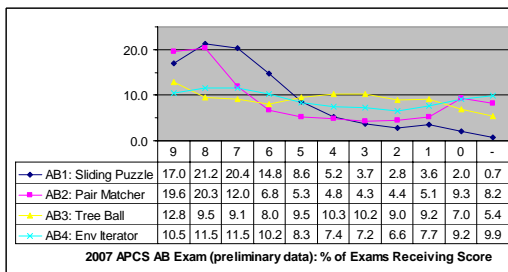 20.0
10.0
0.0
9 8 7 6 5 4 3 2 1 0 -
AB1: Sliding Puzzle 17.0 21.2 20.4 14.8 8.6 5.2 3.7 2.8 3.6 2.0 0.7
AB2: Pair Matcher 19.6 20.3 12.0 6.8 5.3 4.8 4.3 4.4 5.1 9.3 8.2
AB3: Tree Ball 12.8 9.5 9.1 8.0 9.5 10.3 10.2 9.0 9.2 7.0 5.4
AB4: Env Iterator 10.5 11.5 11.5 10.2 8.3 7.4 7.2 6.6 7.7 9.2 9.9
2007 APCS AB Exam (preliminary data): % of Exams Receiving Score